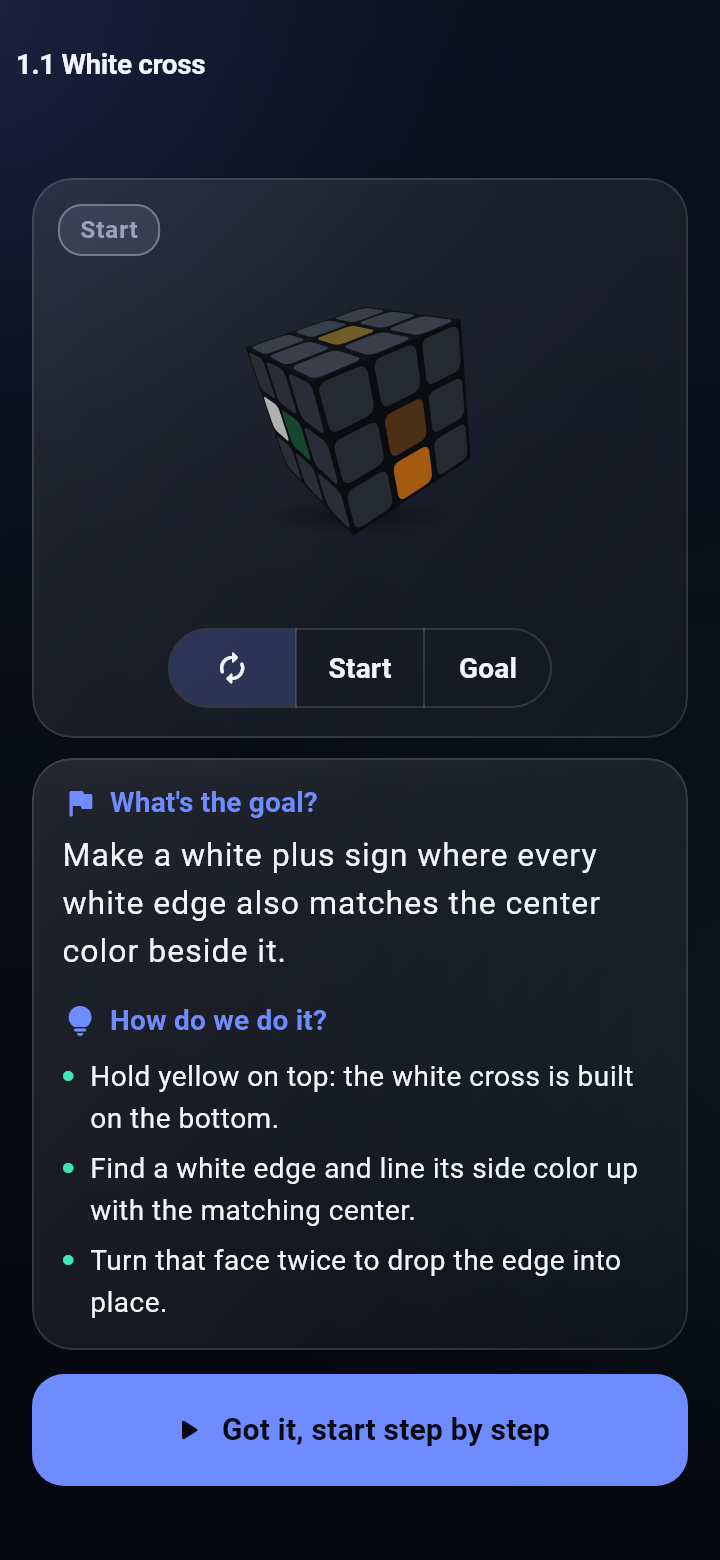 1.1 White cross
Start
Start
Goal
What's the goal?
Make a white plus sign where every
white edge also matches the center
color beside it.
How do we do it?
Hold yellow on top: the white cross is built
on the bottom.
Find a white edge and line its side color up
with the matching center.
Turn that face twice to drop the edge into
place.
Got it, start step by step